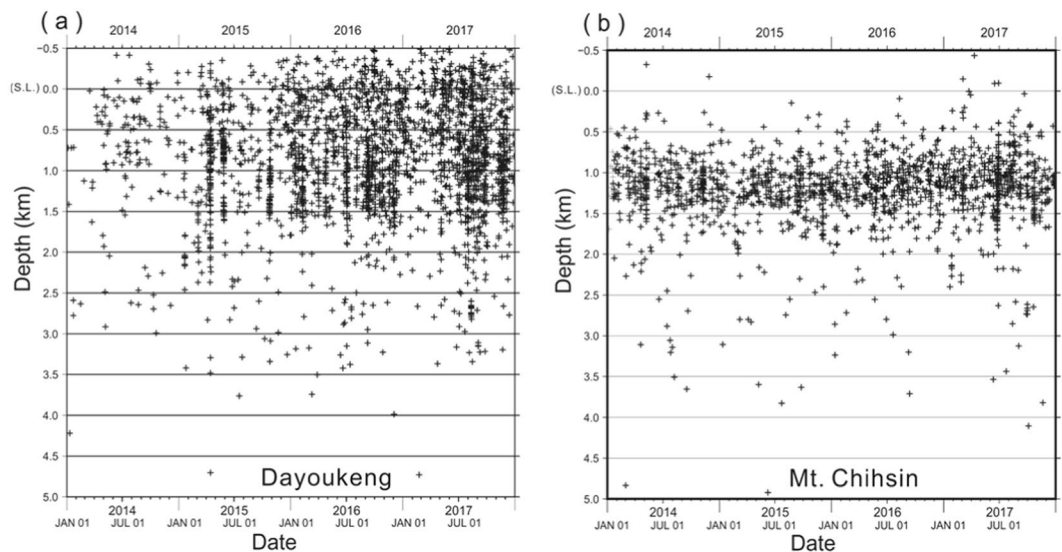 ( a )
2014 2015 2016 2017
−0.5
(S.L.) 0.0
0.5
1.0
1.5
2.0
2.5
3.0
3.5
4.0
4.5
5.0
Depth (km)
Dayoukeng
2014 2015 2016 2017
JAN 01 JUL 01 JAN 01 JUL 01 JAN 01 JUL 01 JAN 01 JUL 01
Date
(b)
2014 2015 2016 2017
−0.5
(S.L.) 0.0
0.5
1.0
1.5
2.0
2.5
3.0
3.5
4.0
4.5
5.0
Depth (km)
Mt. Chihsin
2014 2015 2016 2017
JAN 01 JUL 01 JAN 01 JUL 01 JAN 01 JUL 01 JAN 01 JUL 01
Date